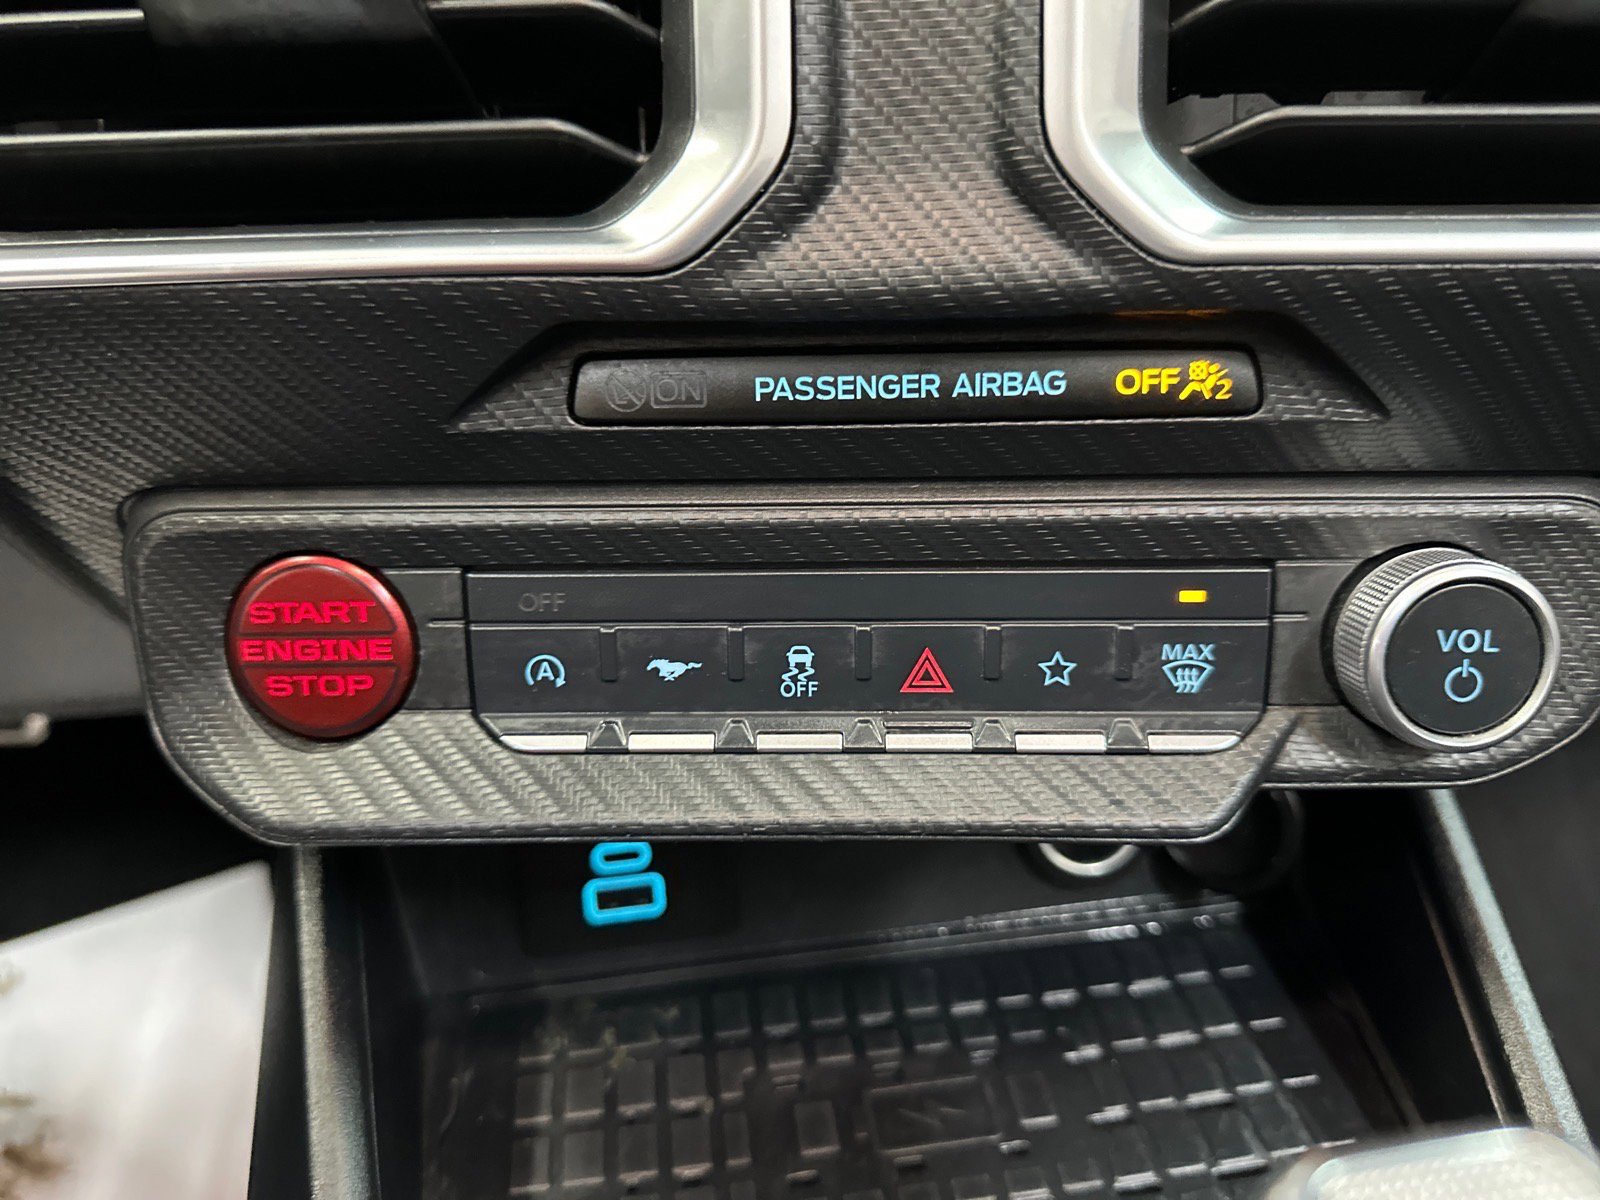 ON PASSENGER AIRBAG OFF 2
START
ENGINE
STOP
OFF
A
OFF
MAX
VOL